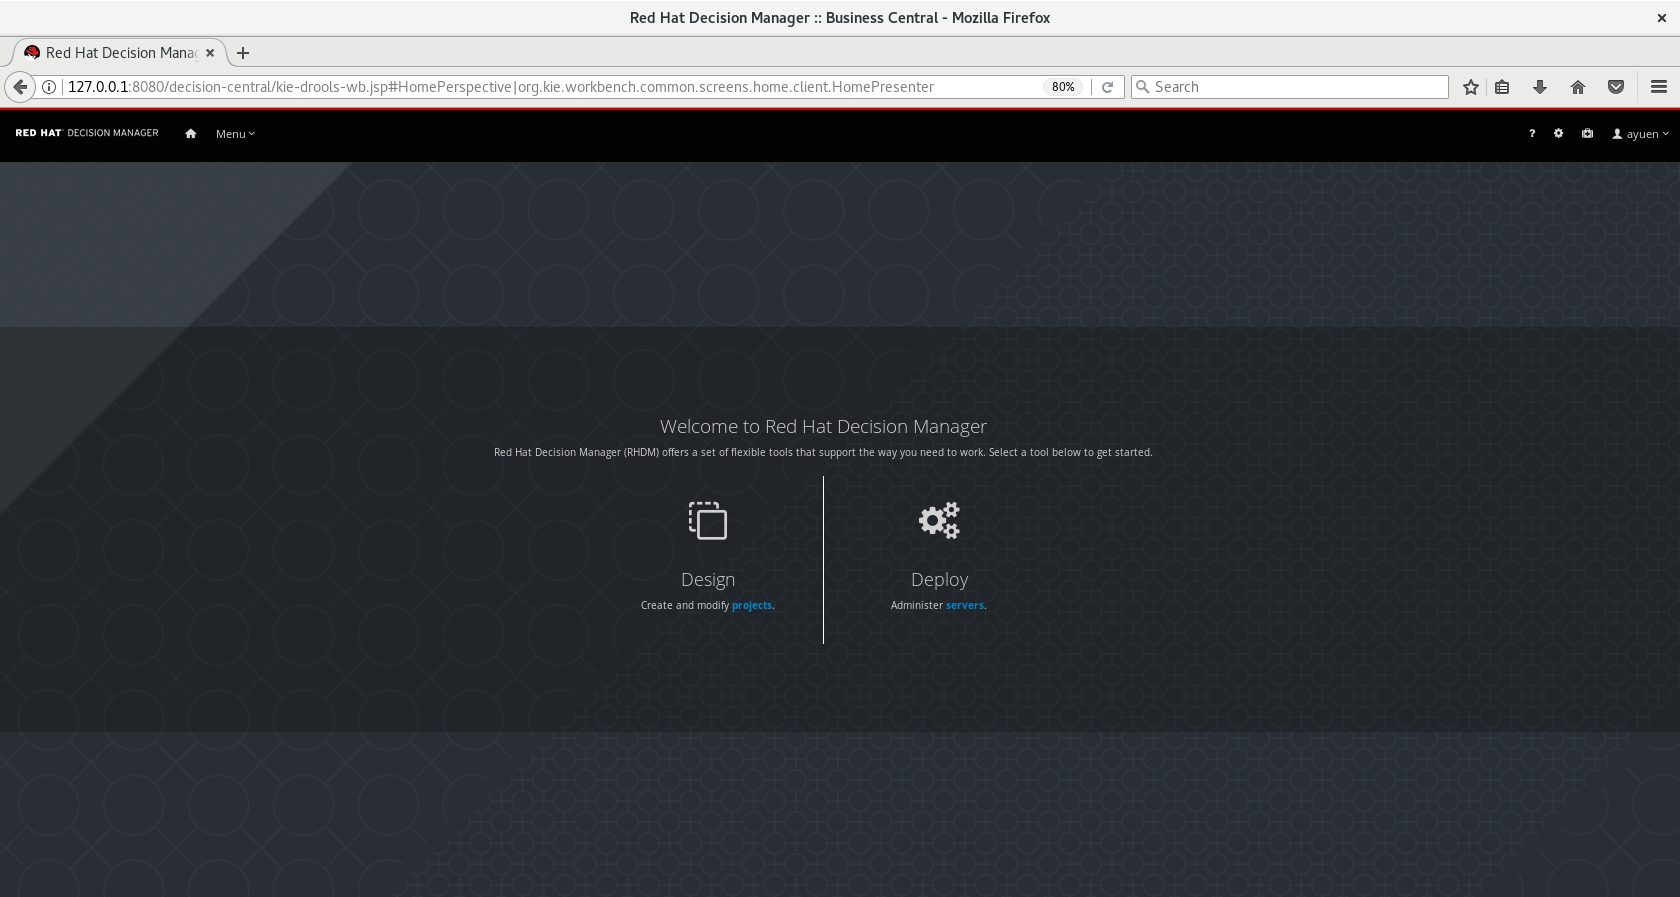 Red Hat Decision Manager :: Business Central - Mozilla Firefox
Red Hat Decision Manag
127.0.0.1:8080/decision-central/kie-drools-wb.jsp#HomePerspective|org.kie.workbench.common.screens.home.client.HomePresenter
80%
Search
RED HAT DECISION MANAGER
Menu
?
ayuen
Welcome to Red Hat Decision Manager
Red Hat Decision Manager (RHDM) offers a set of flexible tools that support the way you need to work. Select a tool below to get started.
Design
Create and modify projects.
Deploy
Administer servers.